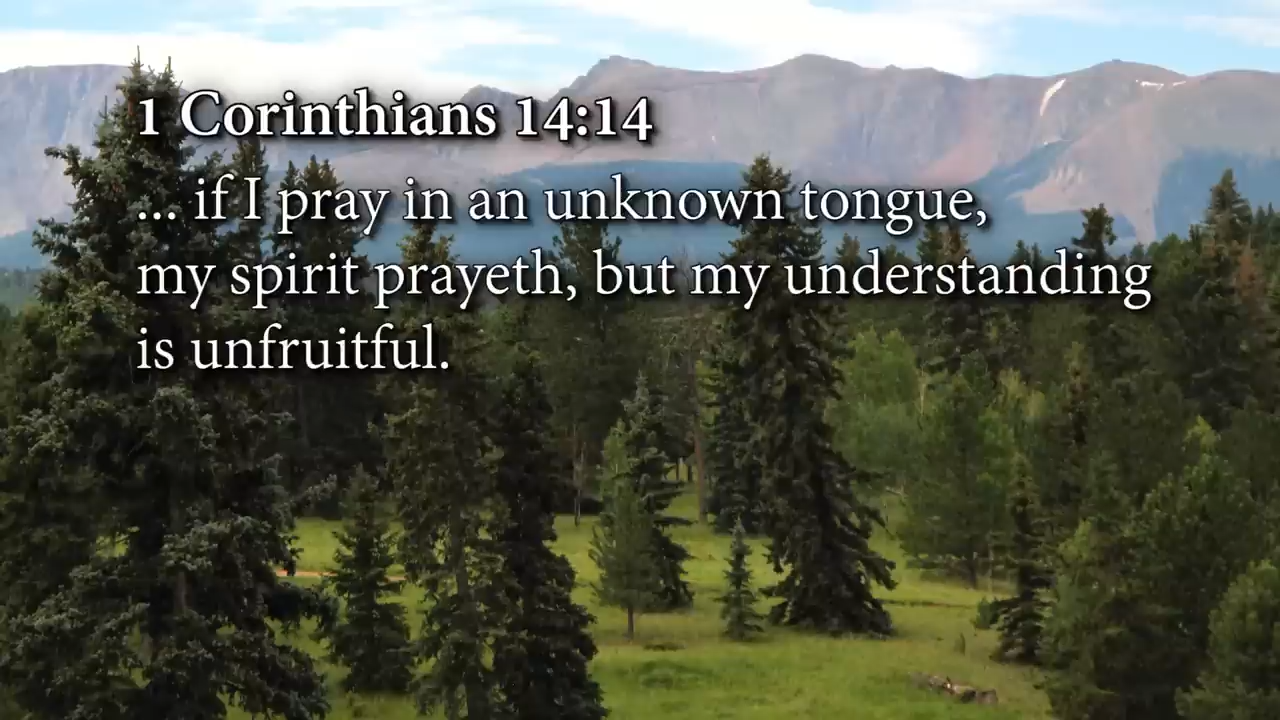 1 Corinthians 14:14
... if I pray in an unknown tongue,
my spirit prayeth, but my understanding
is unfruitful.